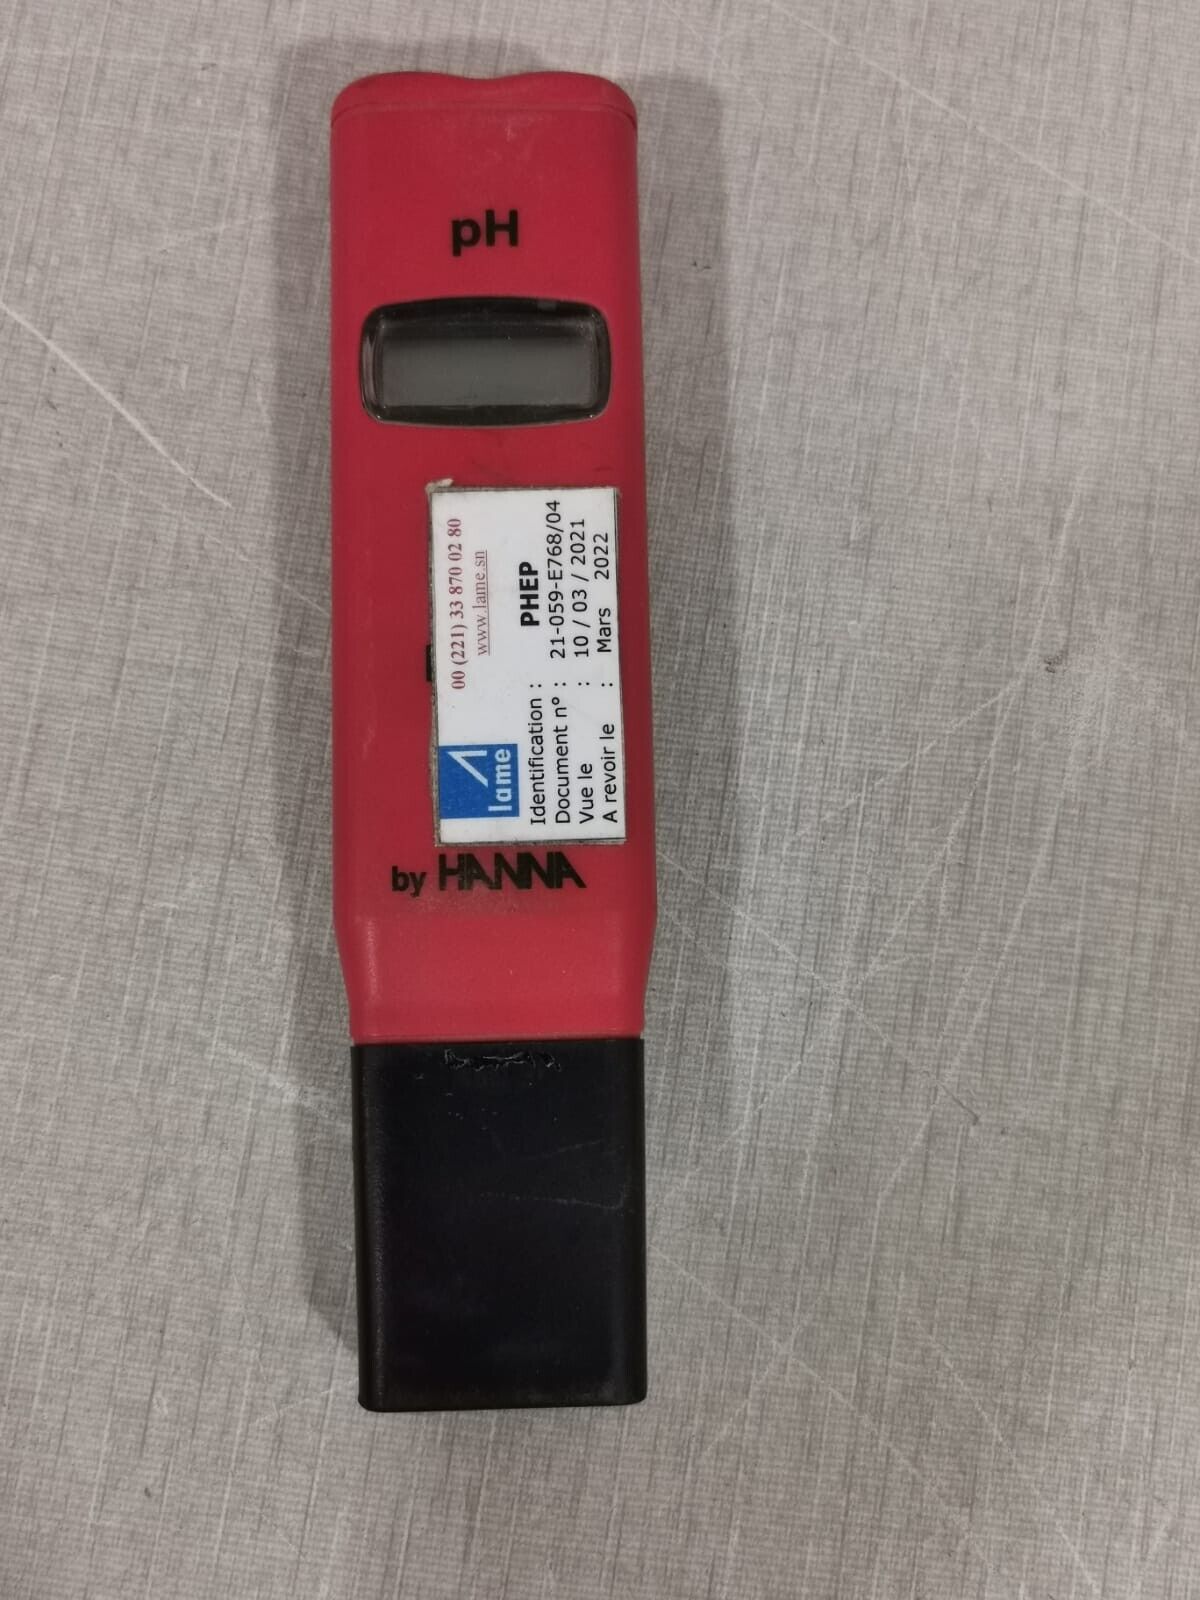 pH
00 (221) 33 870 02 80
www.lame.sn
lame
Identification : PHEP
Document n° : 21-059-E768/04
Vue le : 10 / 03 / 2021
A revoir le : Mars 2022
by HANNA